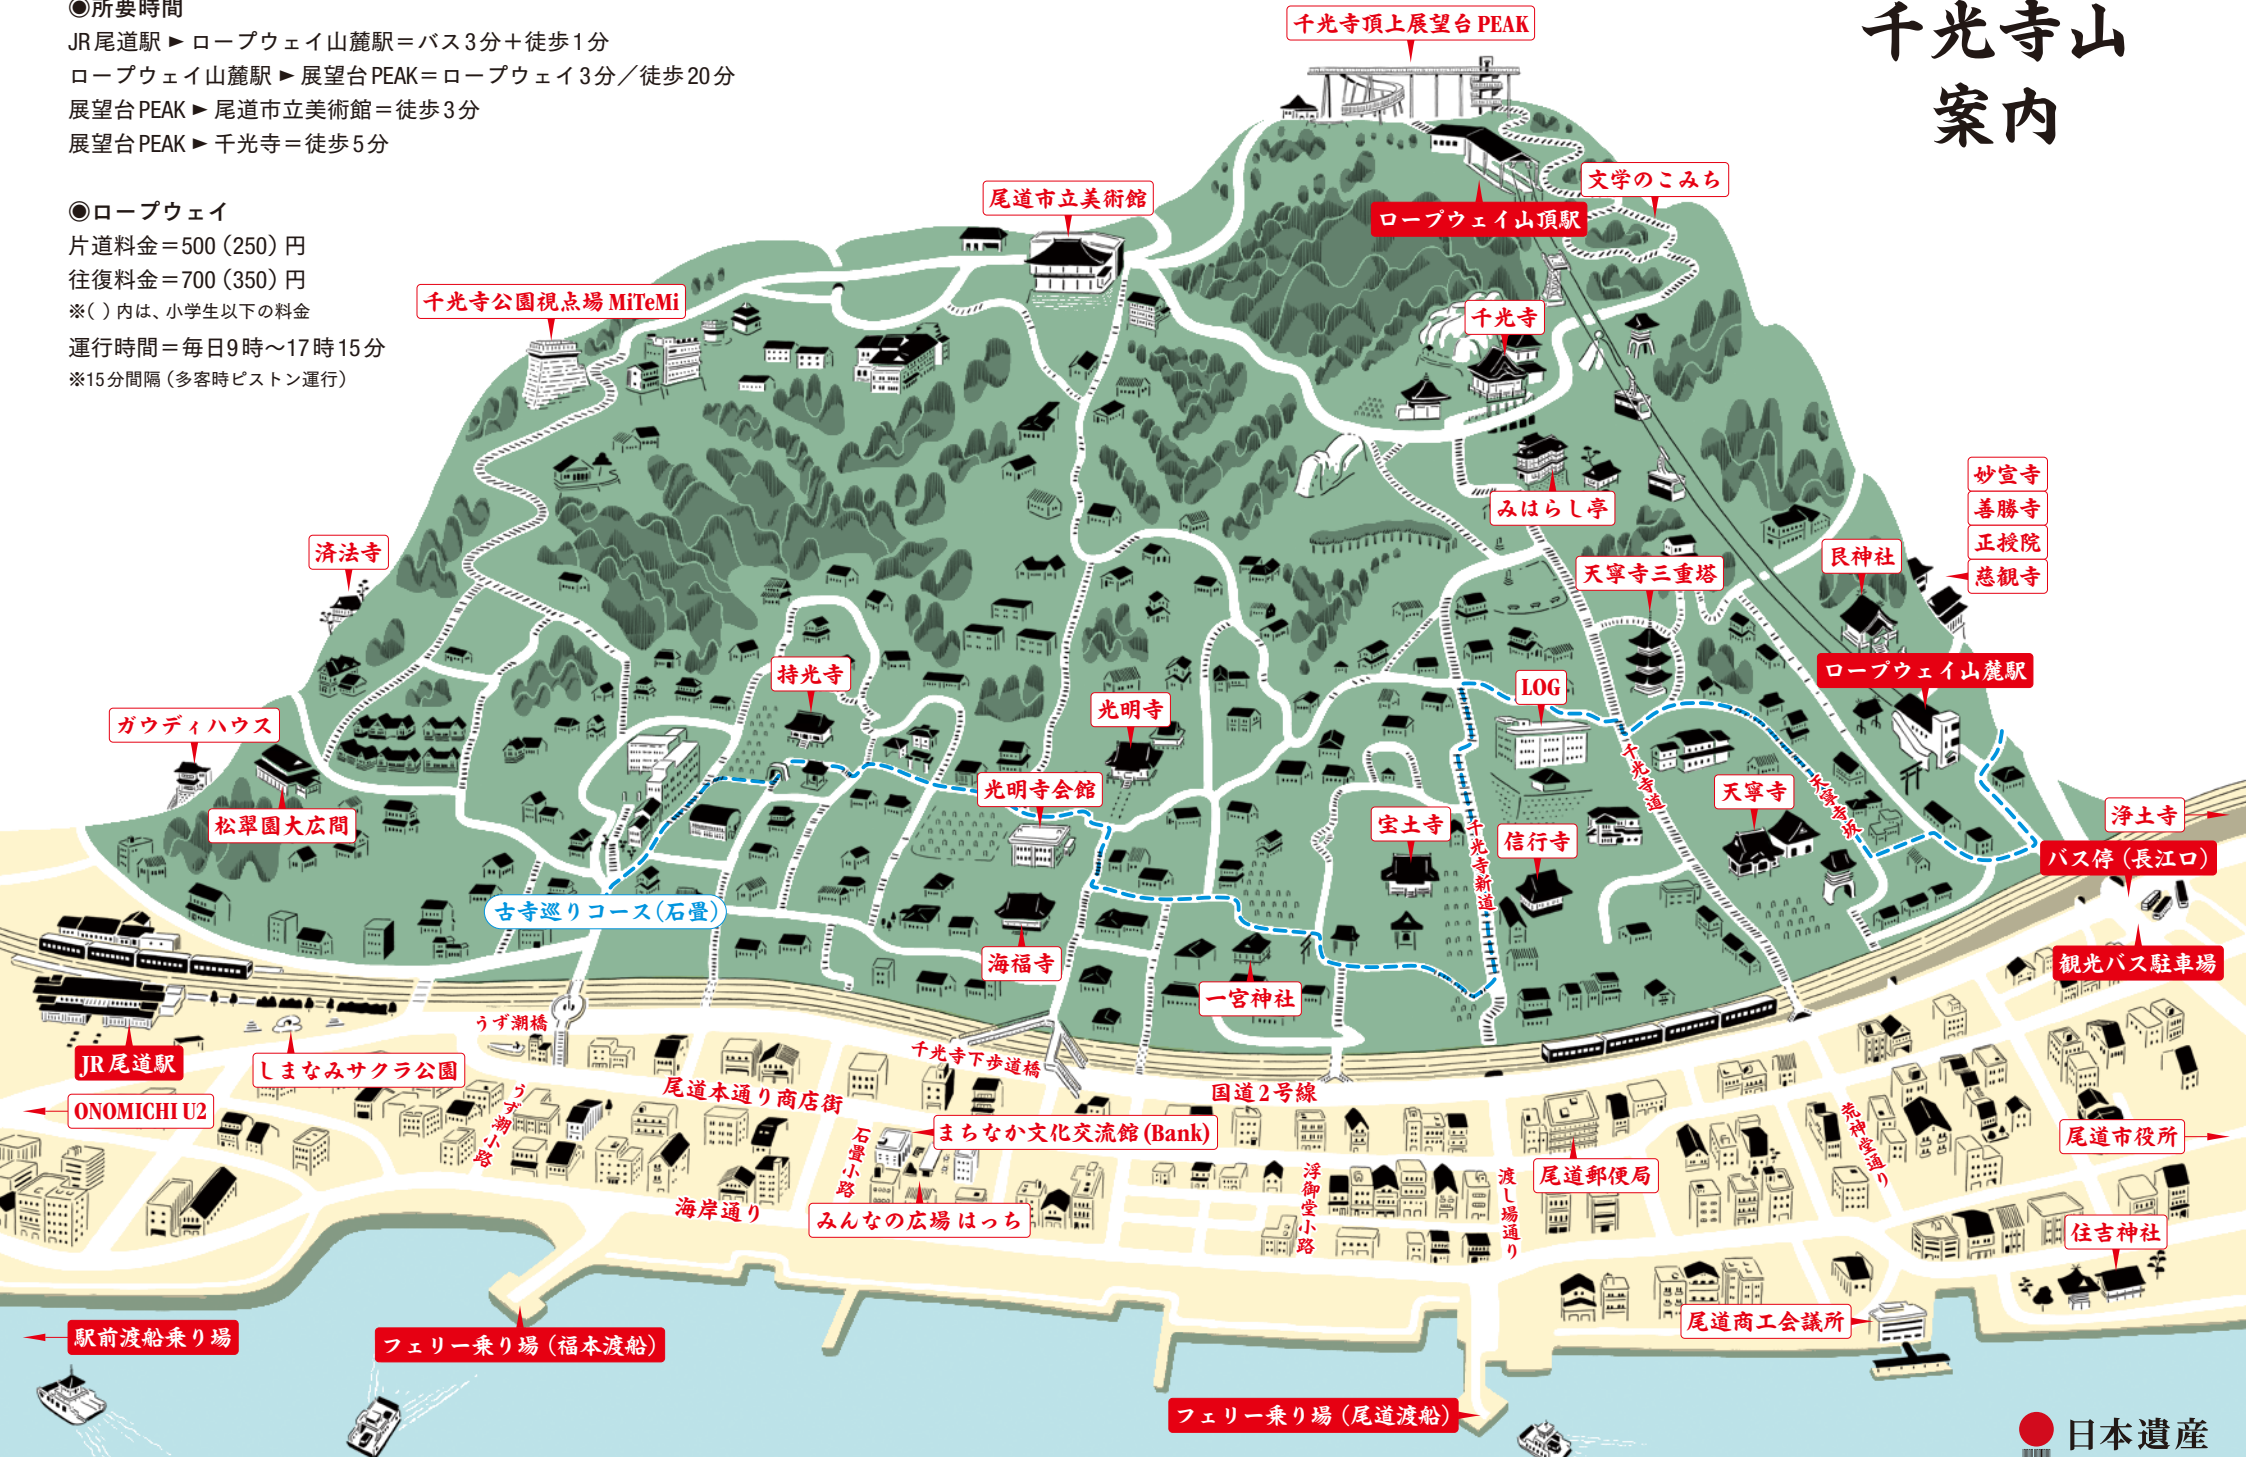 ◉所要時間
JR尾道駅 ► ロープウェイ山麓駅＝バス3分＋徒歩1分
ロープウェイ山麓駅 ► 展望台PEAK＝ロープウェイ3分／徒歩20分
展望台PEAK ► 尾道市立美術館＝徒歩3分
展望台PEAK ► 千光寺＝徒歩5分
◉ロープウェイ
片道料金＝500（250）円
往復料金＝700（350）円
※( ）内は、小学生以下の料金
運行時間＝毎日9時〜17時15分
※15分間隔（多客時ピストン運行）
千光寺山
案内
千光寺頂上展望台 PEAK
文学のこみち
尾道市立美術館
ロープウェイ山頂駅
千光寺公園視点場 MiTeMi
千光寺
みはらし亭
妙宣寺
善勝寺
正授院
慈観寺
済法寺
艮神社
天寧寺三重塔
持光寺
ロープウェイ山麓駅
LOG
光明寺
ガウディハウス
千光寺道
天寧寺
天寧寺坂
光明寺会館
松翠園大広間
宝土寺
千光寺新道
信行寺
浄土寺
バス停（長江口）
古寺巡りコース（石畳）
海福寺
一宮神社
観光バス駐車場
うず潮橋
千光寺下歩道橋
JR尾道駅
しまなみサクラ公園
尾道本通り商店街
国道2号線
ONOMICHI U2
うず潮小路
石畳小路
まちなか文化交流館(Bank)
荒神堂通り
尾道市役所
浮御堂小路
渡し場通り
尾道郵便局
海岸通り
みんなの広場 はっち
住吉神社
尾道商工会議所
駅前渡船乗り場
フェリー乗り場（福本渡船）
フェリー乗り場（尾道渡船）
日本遺産